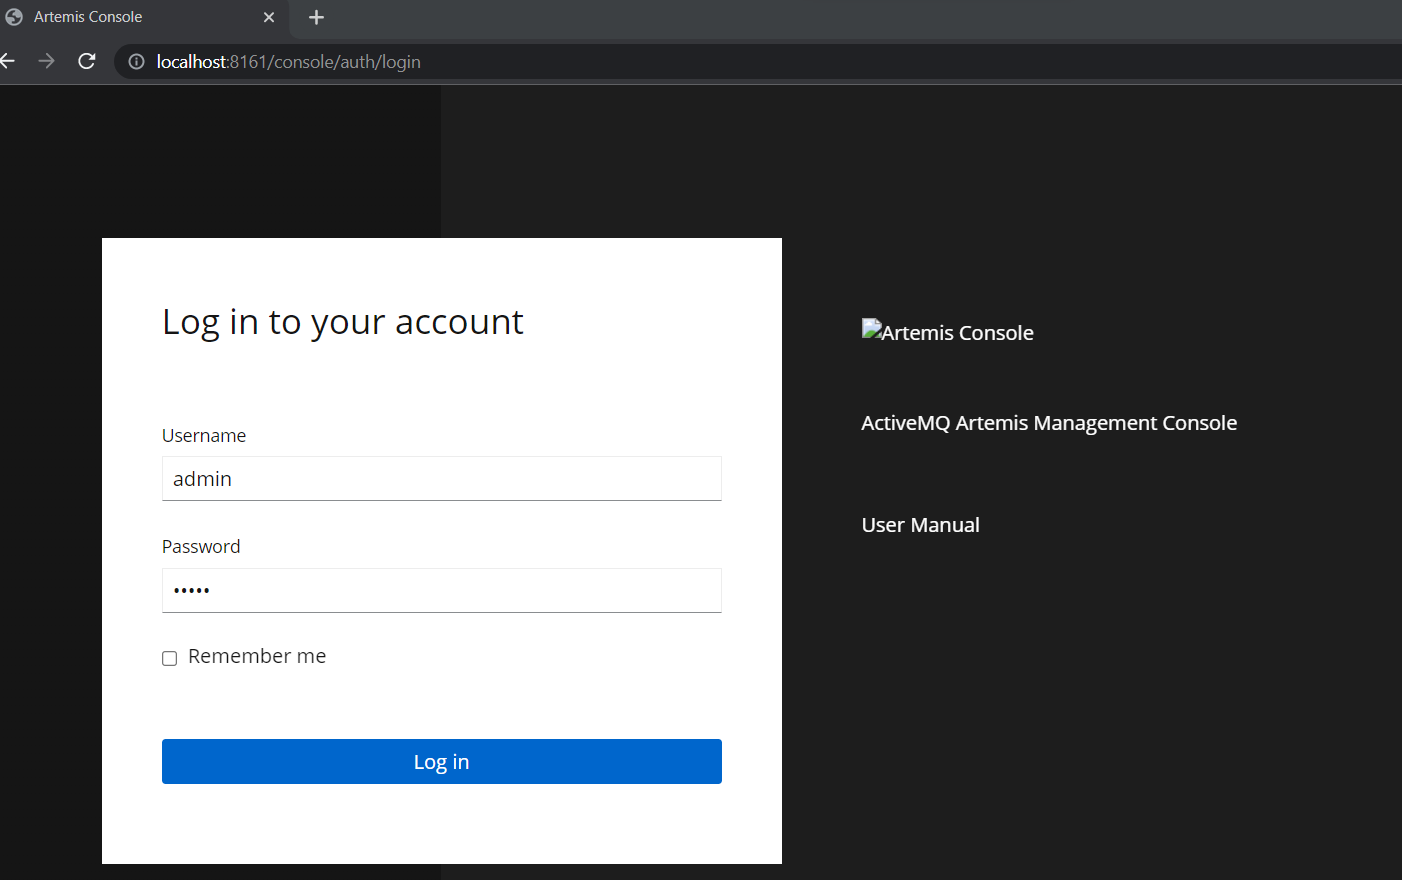 Artemis Console
localhost:8161/console/auth/login
Log in to your account
Username
admin
Password
•••••
Remember me
Log in
Artemis Console
ActiveMQ Artemis Management Console
User Manual